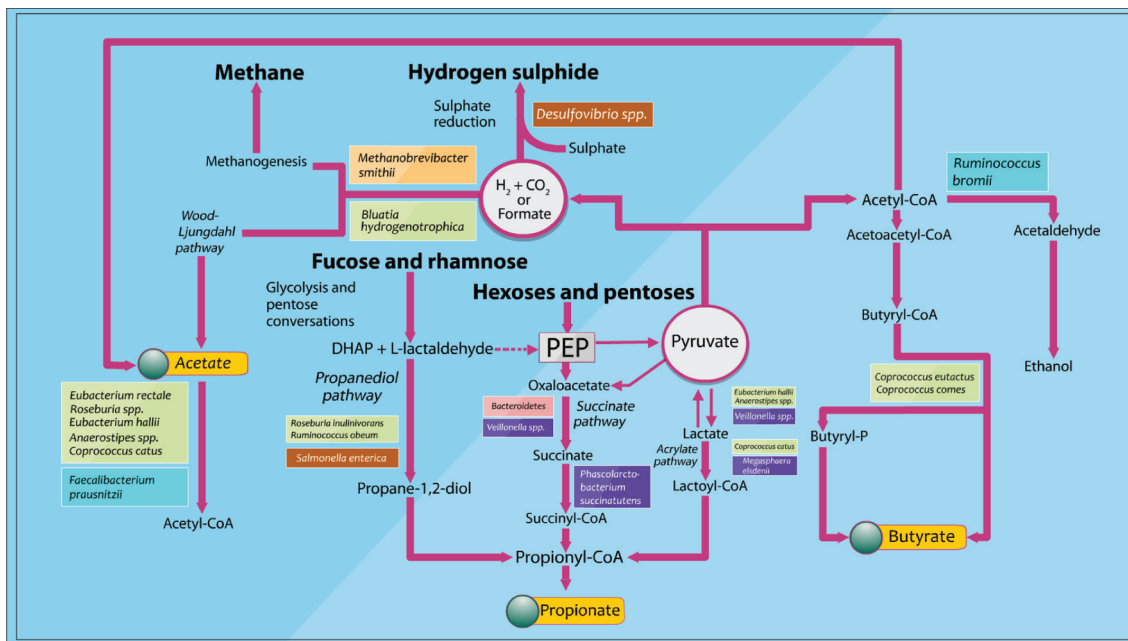 Methane
Hydrogen sulphide
Sulphate
reduction
Desulfovibrio spp.
Sulphate
Methanogenesis
Methanobrevibacter
smithii
H2 + CO2
or
Formate
Ruminococcus
bromii
Acetyl-CoA
Wood-
Ljungdahl
pathway
Bluatia
hydrogenotrophica
Acetoacetyl-CoA
Acetaldehyde
Fucose and rhamnose
Glycolysis and
pentose
conversations
Hexoses and pentoses
Butyryl-CoA
DHAP + L-lactaldehyde
PEP
Pyruvate
Acetate
Ethanol
Propanediol
pathway
Oxaloacetate
Eubacterium rectale
Roseburia spp.
Eubacterium hallii
Anaerostipes spp.
Coprococcus catus
Bacteroidetes
Veillonella spp.
Succinate
pathway
Eubacterium hallii
Anaerostipes spp.
Veillonella spp.
Coprococcus eutactus
Coprococcus comes
Roseburia inulinivorans
Ruminococcus obeum
Salmonella enterica
Lactate
Acrylate
pathway
Coprococcus catus
Megasphaera
elsdenii
Butyryl-P
Succinate
Faecalibacterium
prausnitzii
Propane-1,2-diol
Phascolarcto-
bacterium
succinatutens
Lactoyl-CoA
Acetyl-CoA
Succinyl-CoA
Butyrate
Propionyl-CoA
Propionate